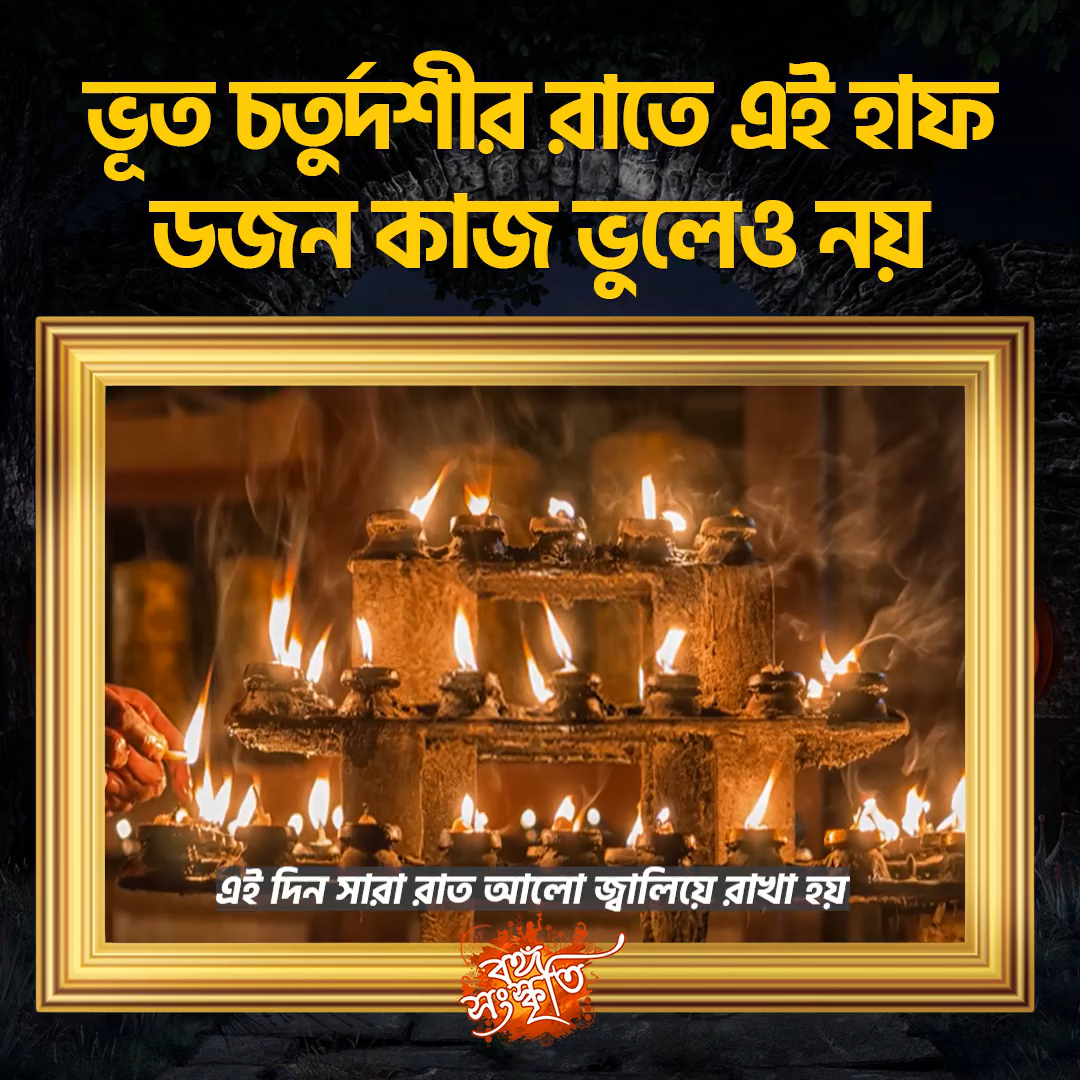 ভূত চতুর্দশীর রাতে এই হাফ
ডজন কাজ ভুলেও নয়
এই দিন সারা রাত আলো জ্বালিয়ে রাখা হয়
বঙ্গ
সংস্কৃতি